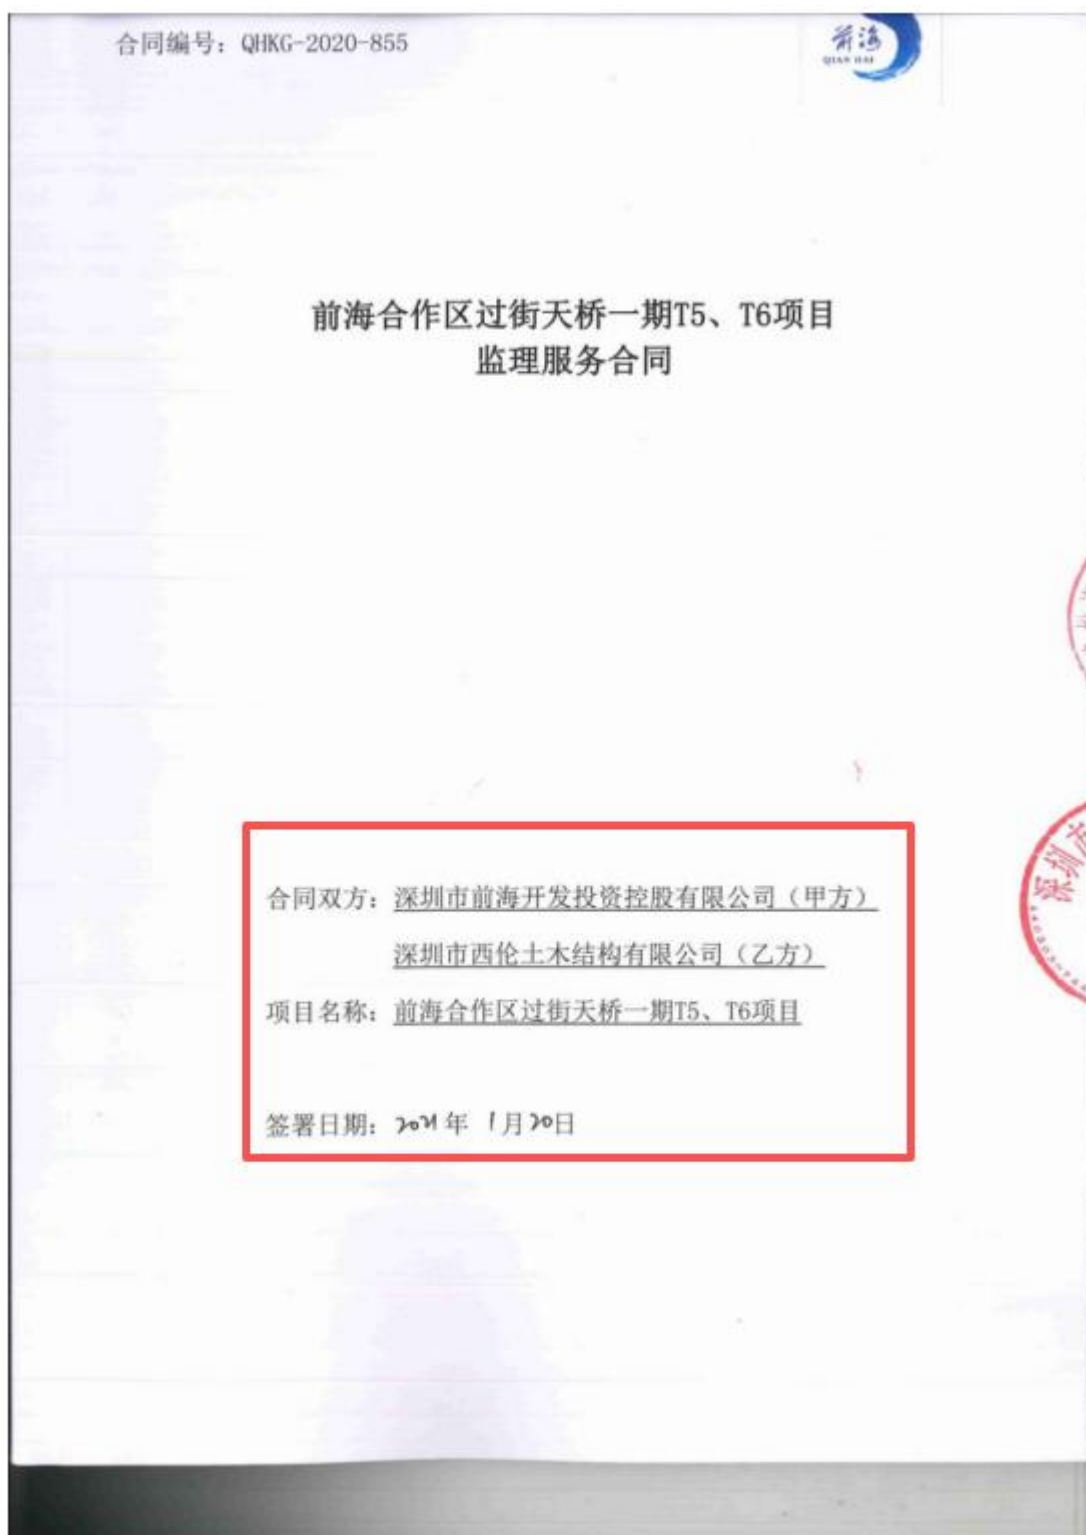 合同编号：QHKG-2020-855
前海
QIAN HAI
前海合作区过街天桥一期T5、T6项目
监理服务合同
合同双方：深圳市前海开发投资控股有限公司（甲方）
深圳市西伦土木结构有限公司（乙方）
项目名称：前海合作区过街天桥一期T5、T6项目
签署日期：2021年 1月20日
深圳市